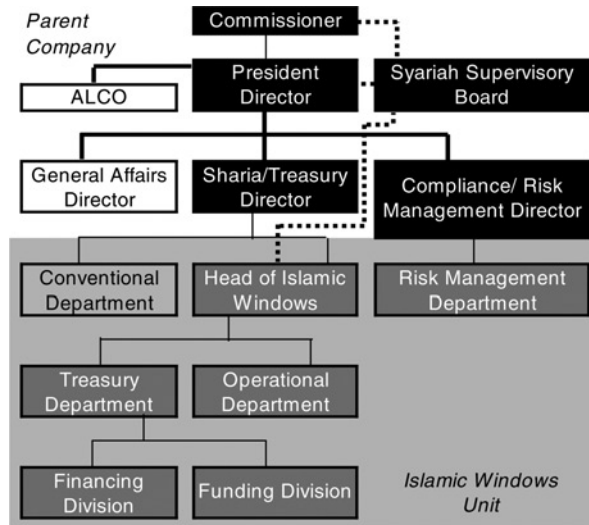 Parent
Company
Commissioner
ALCO
President
Director
Syariah Supervisory
Board
General Affairs
Director
Sharia/Treasury
Director
Compliance/ Risk
Management Director
Conventional
Department
Head of Islamic
Windows
Risk Management
Department
Treasury
Department
Operational
Department
Financing
Division
Funding Division
Islamic Windows
Unit